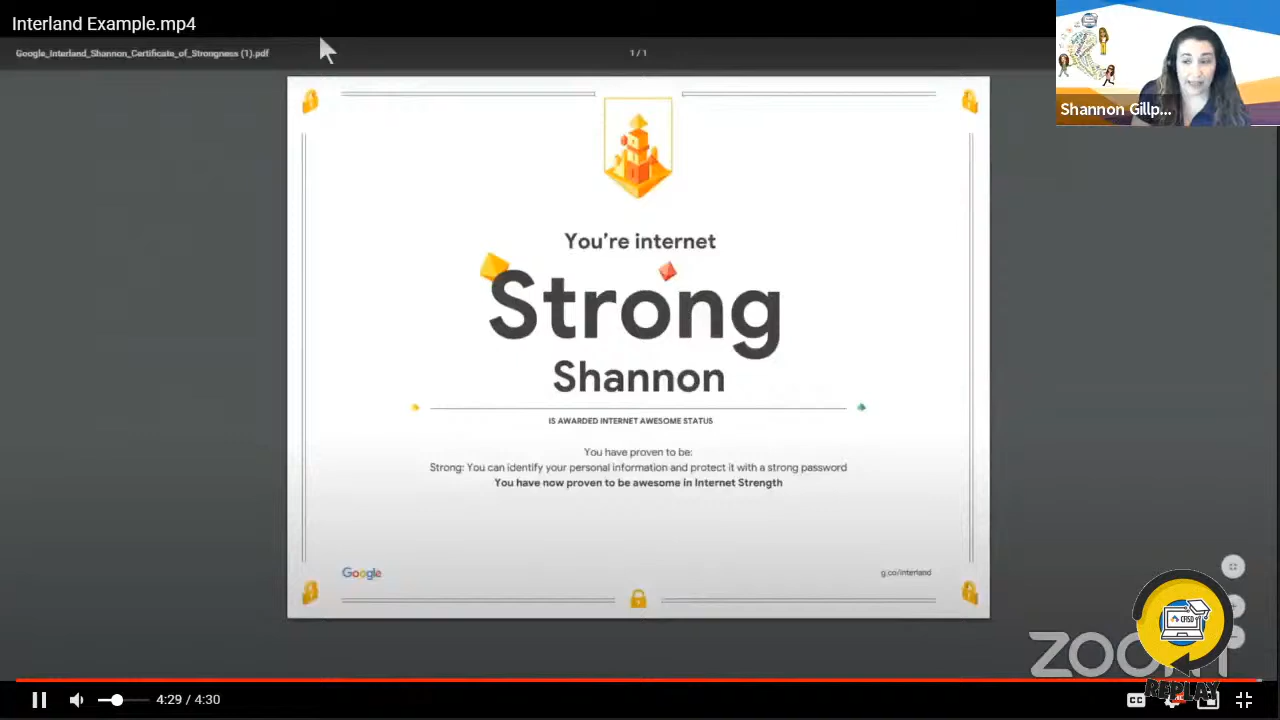 Interland Example.mp4
Google_Interland_Shannon_Certificate_of_Strongness (1).pdf
1 / 1
Shannon Gillp...
You're internet
Strong
Shannon
IS AWARDED INTERNET AWESOME STATUS
You have proven to be:
Strong: You can identify your personal information and protect it with a strong password
You have now proven to be awesome in Internet Strength
Google
g.co/interland
CFISD
ZOOM
REPLAY
4:29 / 4:30
CC